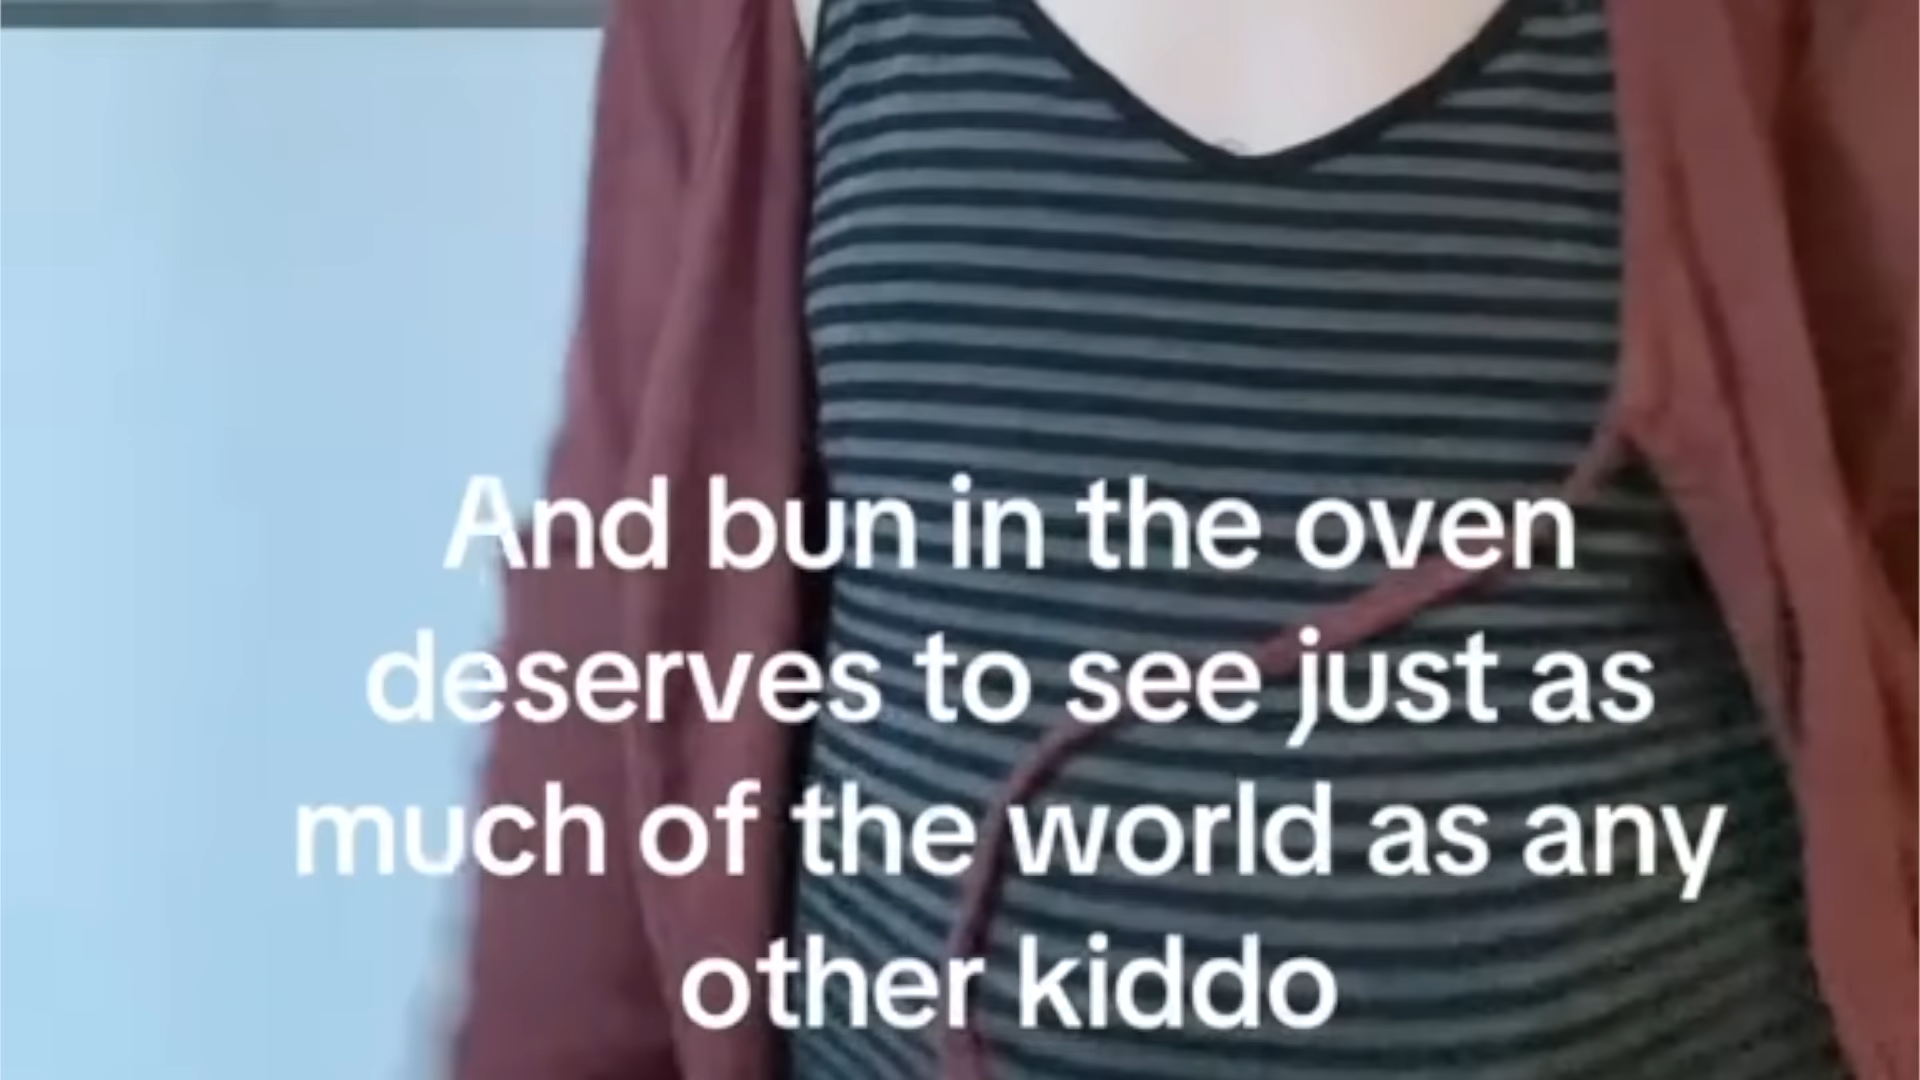 And bun in the oven
deserves to see just as
much of the world as any
other kiddo